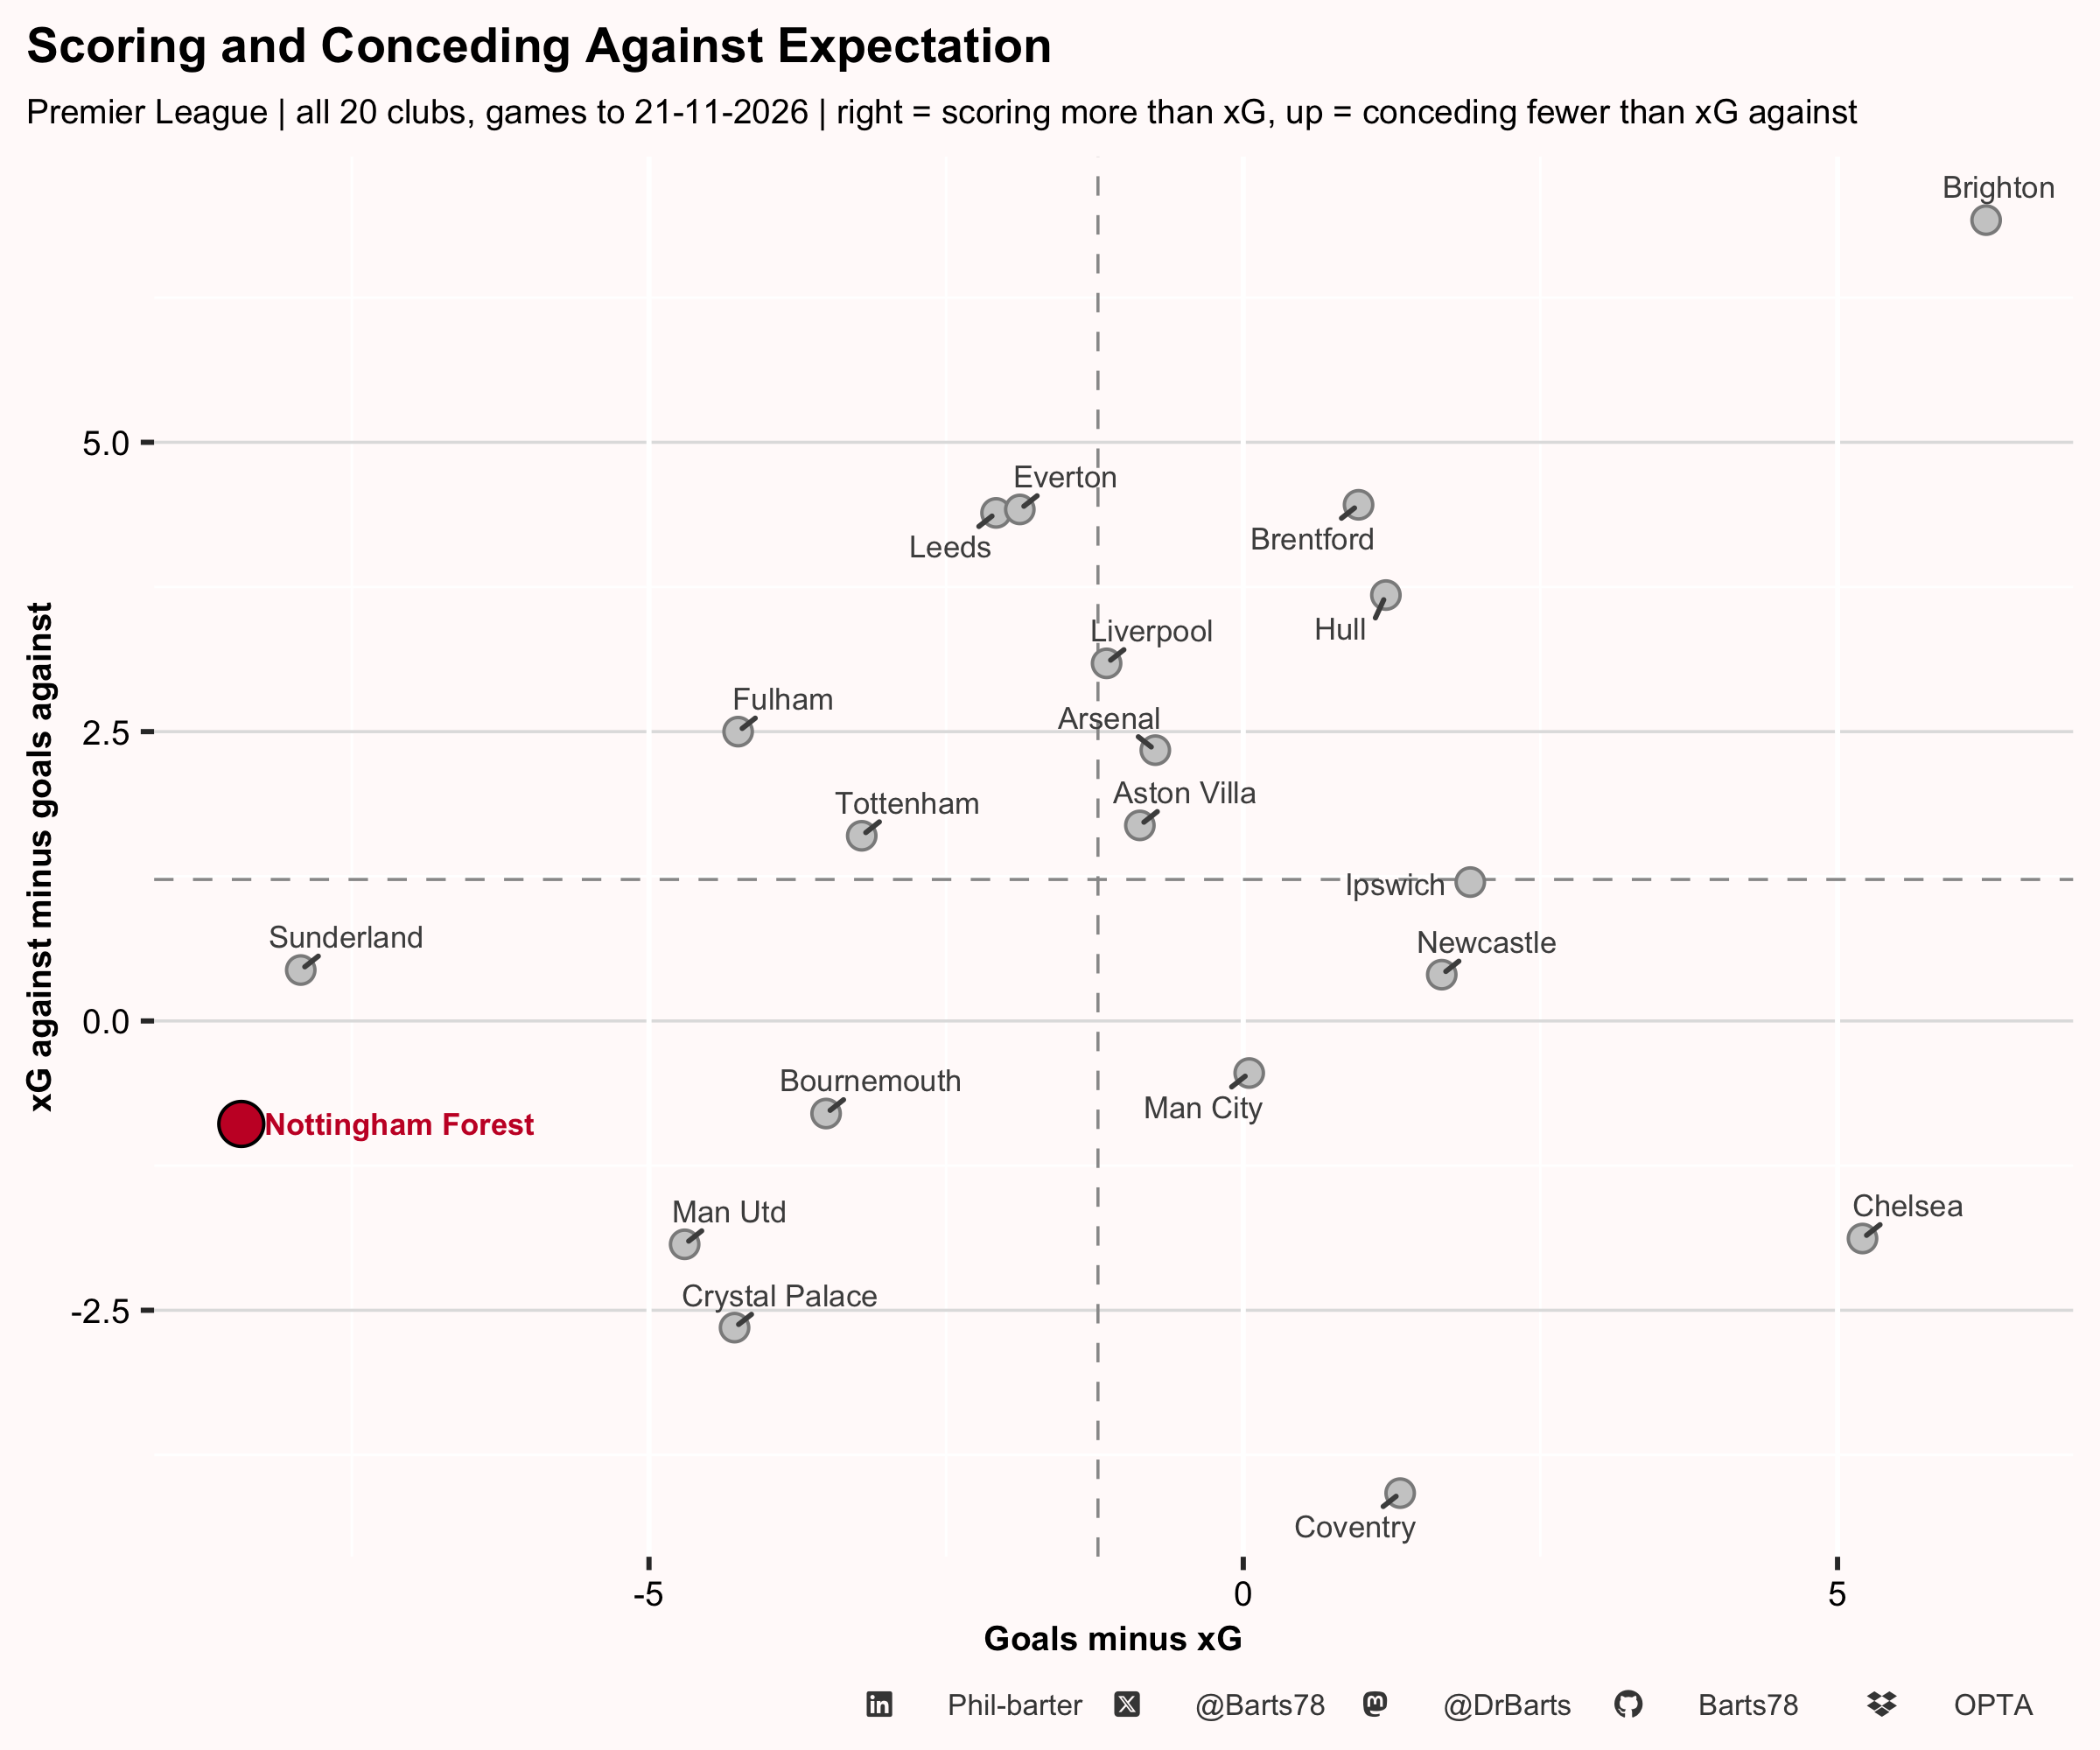 Scoring and Conceding Against Expectation
Premier League | all 20 clubs, games to 21-11-2026 | right = scoring more than xG, up = conceding fewer than xG against
Brighton
5.0
Everton
Leeds
Brentford
Hull
Liverpool
Fulham
2.5
Arsenal
Aston Villa
Tottenham
Ipswich
Sunderland
Newcastle
0.0
Bournemouth
Man City
Nottingham Forest
Man Utd
Chelsea
Crystal Palace
-2.5
Coventry
xG against minus goals against
-5 0 5
Goals minus xG
Phil-barter @Barts78 @DrBarts Barts78 OPTA